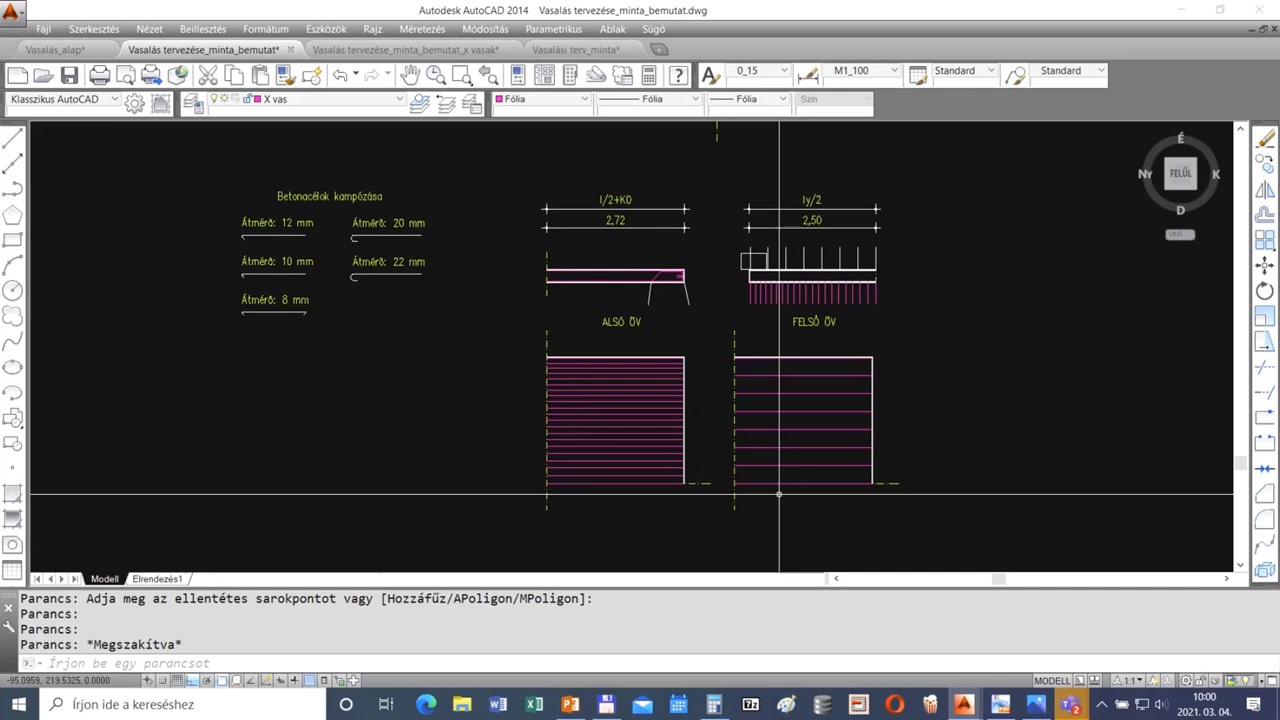 Autodesk AutoCAD 2014 Vasalás tervezése_minta_bemutat.dwg
Fájl Szerkesztés Nézet Beillesztés Formátum Eszközök Rajz Méretezés Módosítás Parametrikus Ablak Súgó
Vasalás_alap* Vasalás tervezése_minta_bemutat* Vasalás tervezése_minta_bemutat_x vasak* Vasalási terv_minta*
0_15 M1_100 Standard Standard
Klasszikus AutoCAD X vas Fólia Fólia Fólia Szín
É
NY FELÜL K
D
VKR
Betonacélok kampózása
Átmérő: 12 mm Átmérő: 20 mm
Átmérő: 10 mm Átmérő: 22 mm
Átmérő: 8 mm
l/2+K0 ly/2
2,72 2,50
ALSÓ ÖV FELSŐ ÖV
Modell Elrendezés1
Parancs: Adja meg az ellentétes sarokpontot vagy [Hozzáfűz/APoligon/MPoligon]:
Parancs:
Parancs:
Parancs: *Megszakítva*
Írjon be egy parancsot
-95.0959, 219.5325, 0.0000 MODELL 1:1
Írjon ide a kereséshez
10:00
2021. 03. 04.